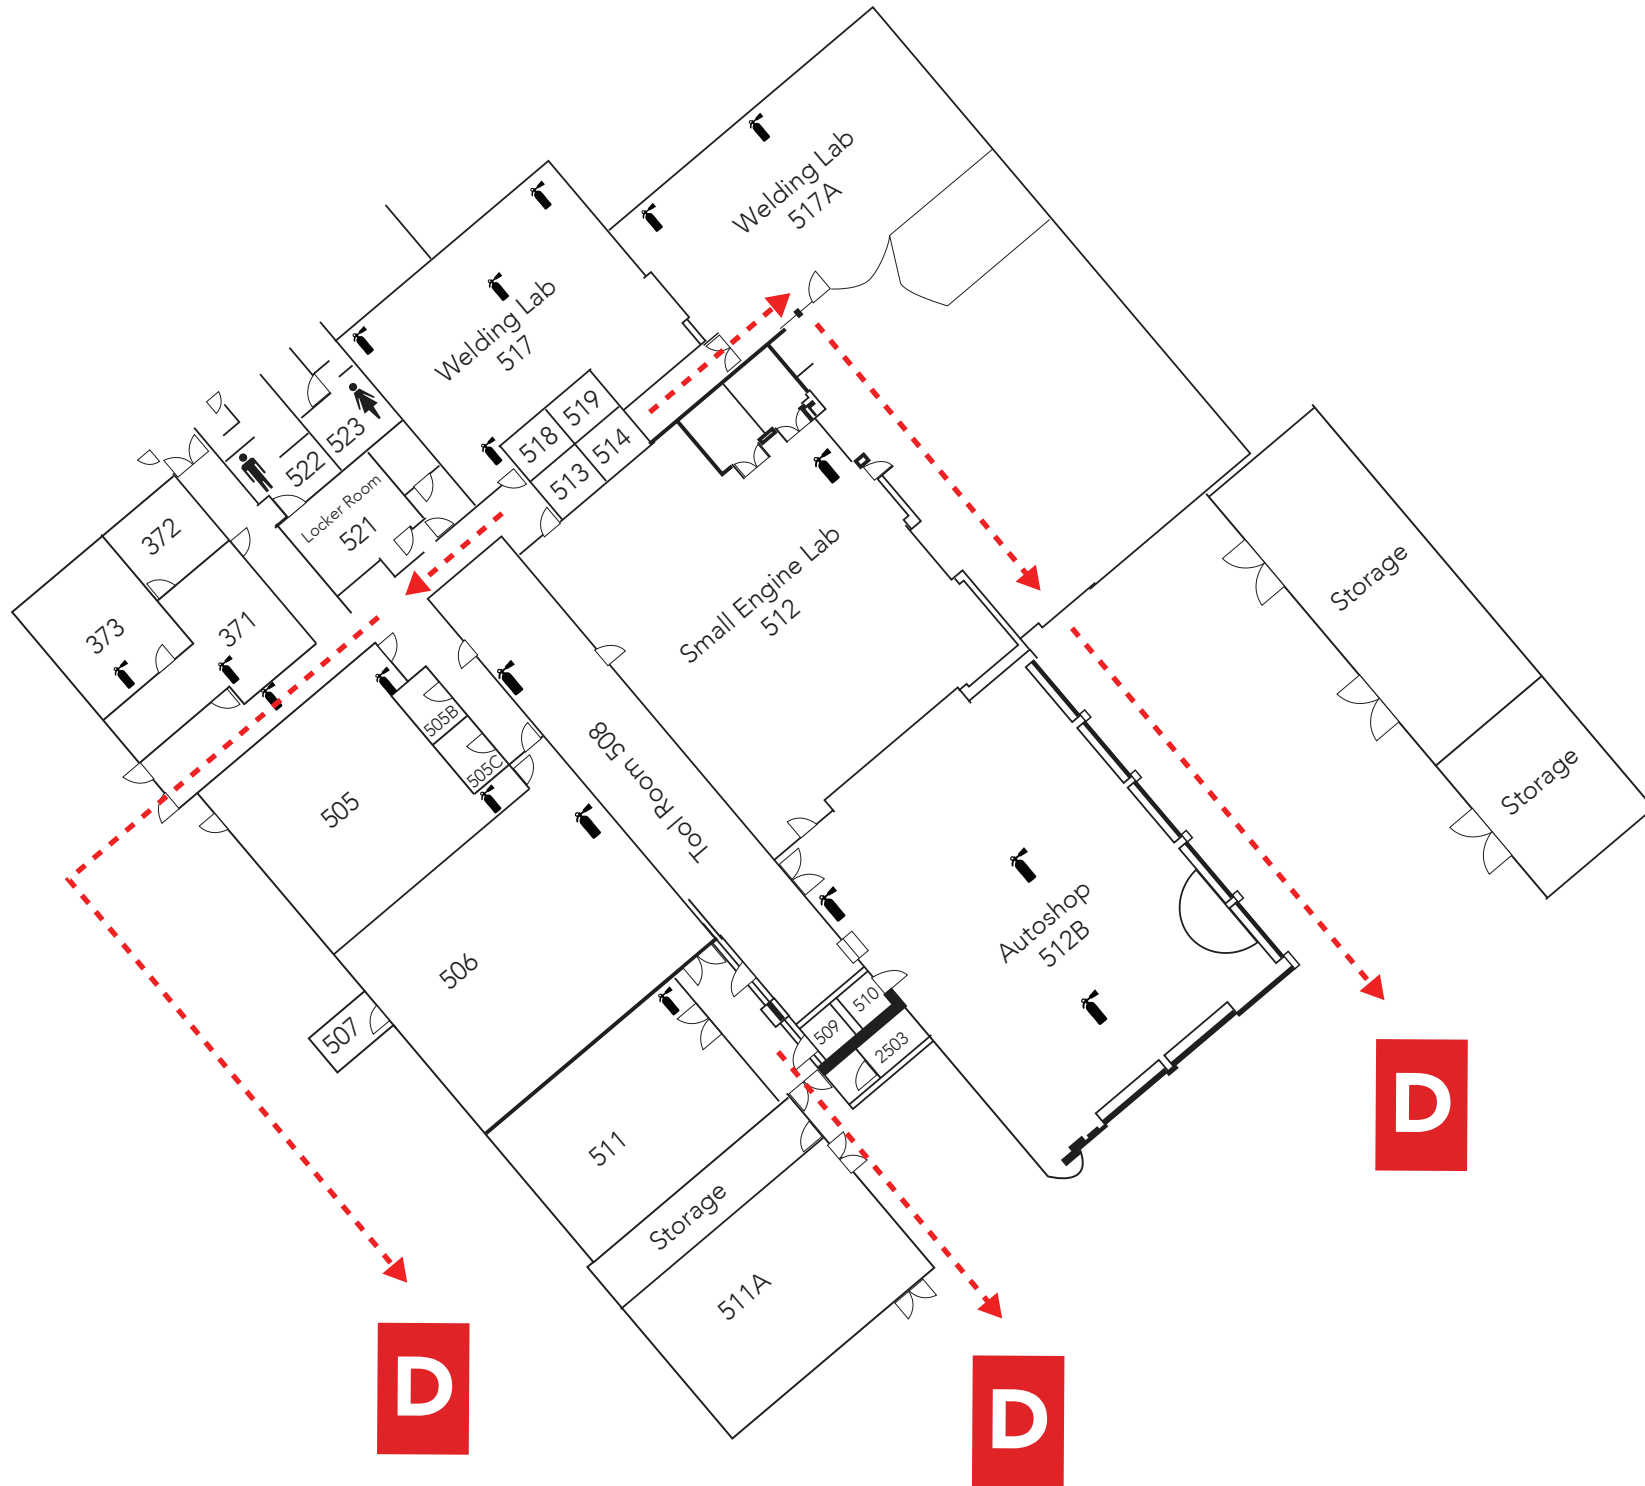 Welding Lab
517A
Welding Lab
517
519
518
514
513
523
522
Locker Room
521
372
373
371
Small Engine Lab
512
Storage
Storage
505B
505C
505
Tool Room 508
506
507
Autoshop
512B
510
509
2503
511
Storage
511A
D
D
D